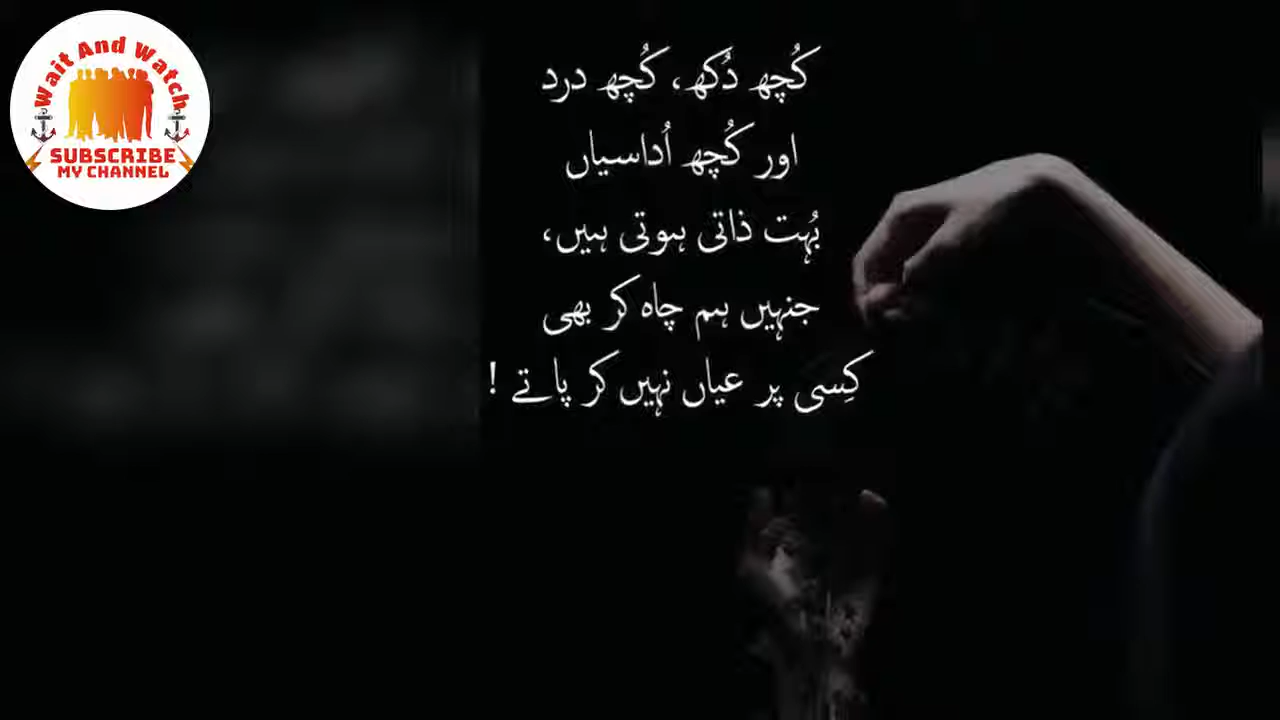 Wait And Watch
SUBSCRIBE
MY CHANNEL
کُچھ دُکھ، کُچھ درد
اور کُچھ اُداسیاں
بُہت ذاتی ہوتی ہیں،
جنہیں ہم چاہ کر بھی
کِسی پر عیاں نہیں کر پاتے !